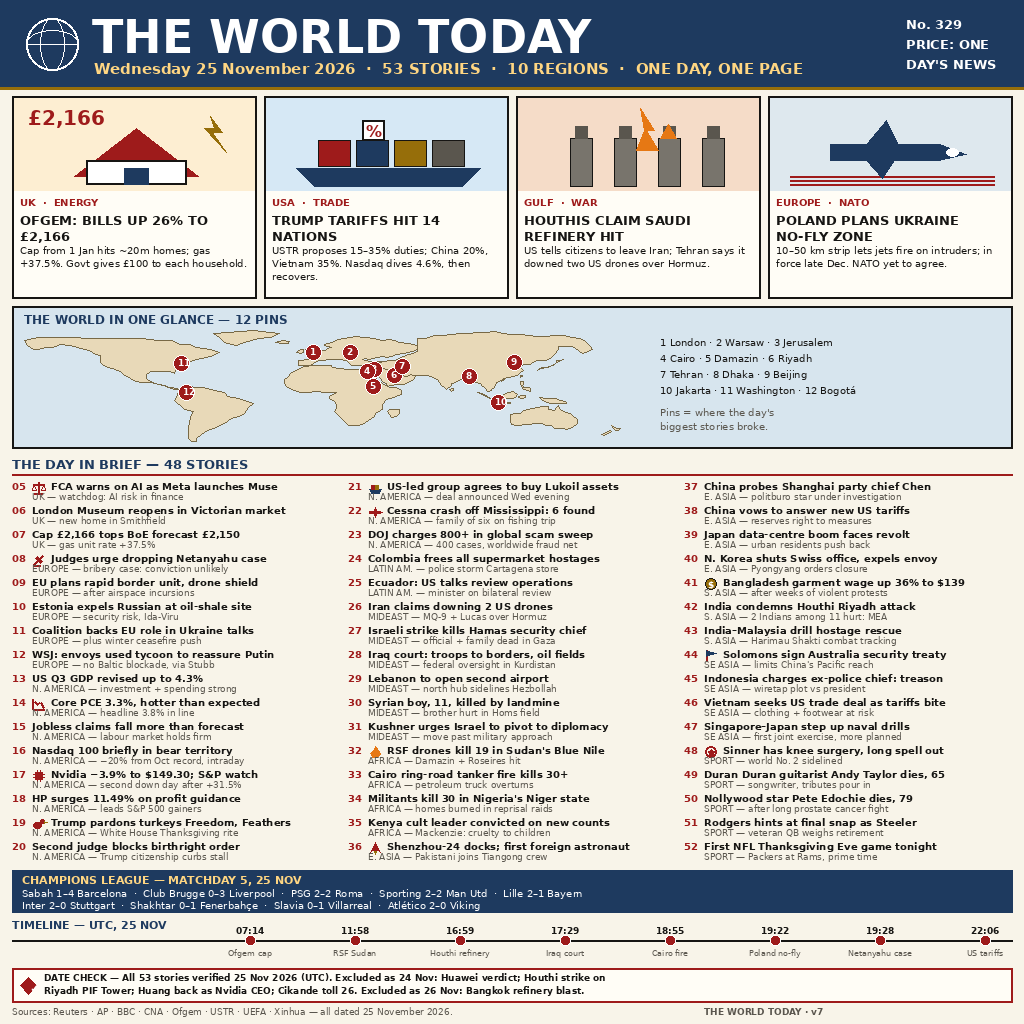 THE WORLD TODAY
Wednesday 25 November 2026 · 53 STORIES · 10 REGIONS · ONE DAY, ONE PAGE
No. 329
PRICE: ONE
DAY'S NEWS
£2,166
UK · ENERGY
OFGEM: BILLS UP 26% TO
£2,166
Cap from 1 Jan hits ~20m homes; gas
+37.5%. Govt gives £100 to each household.
%
USA · TRADE
TRUMP TARIFFS HIT 14
NATIONS
USTR proposes 15–35% duties; China 20%,
Vietnam 35%. Nasdaq dives 4.6%, then
recovers.
GULF · WAR
HOUTHIS CLAIM SAUDI
REFINERY HIT
US tells citizens to leave Iran; Tehran says it
downed two US drones over Hormuz.
EUROPE · NATO
POLAND PLANS UKRAINE
NO-FLY ZONE
10–50 km strip lets jets fire on intruders; in
force late Dec. NATO yet to agree.
THE WORLD IN ONE GLANCE — 12 PINS
1
2
4
5
6
7
8
9
10
11
12
1 London · 2 Warsaw · 3 Jerusalem
4 Cairo · 5 Damazin · 6 Riyadh
7 Tehran · 8 Dhaka · 9 Beijing
10 Jakarta · 11 Washington · 12 Bogotá
Pins = where the day's
biggest stories broke.
THE DAY IN BRIEF — 48 STORIES
05 FCA warns on AI as Meta launches Muse
UK — watchdog: AI risk in finance
06 London Museum reopens in Victorian market
UK — new home in Smithfield
07 Cap £2,166 tops BoE forecast £2,150
UK — gas unit rate +37.5%
08 Judges urge dropping Netanyahu case
EUROPE — bribery case: conviction unlikely
09 EU plans rapid border unit, drone shield
EUROPE — after airspace incursions
10 Estonia expels Russian at oil-shale site
EUROPE — security risk, Ida-Viru
11 Coalition backs EU role in Ukraine talks
EUROPE — plus winter ceasefire push
12 WSJ: envoys used tycoon to reassure Putin
EUROPE — no Baltic blockade, via Stubb
13 US Q3 GDP revised up to 4.3%
N. AMERICA — investment + spending strong
14 Core PCE 3.3%, hotter than expected
N. AMERICA — headline 3.8% in line
15 Jobless claims fall more than forecast
N. AMERICA — labour market holds firm
16 Nasdaq 100 briefly in bear territory
N. AMERICA — −20% from Oct record, intraday
17 Nvidia −3.9% to $149.30; S&P watch
N. AMERICA — second down day after +31.5%
18 HP surges 11.49% on profit guidance
N. AMERICA — leads S&P 500 gainers
19 Trump pardons turkeys Freedom, Feathers
N. AMERICA — White House Thanksgiving rite
20 Second judge blocks birthright order
N. AMERICA — Trump citizenship curbs stall
21 US-led group agrees to buy Lukoil assets
N. AMERICA — deal announced Wed evening
22 Cessna crash off Mississippi: 6 found
N. AMERICA — family of six on fishing trip
23 DOJ charges 800+ in global scam sweep
N. AMERICA — 400 cases, worldwide fraud net
24 Colombia frees all supermarket hostages
LATIN AM. — police storm Cartagena store
25 Ecuador: US talks review operations
LATIN AM. — minister on bilateral review
26 Iran claims downing 2 US drones
MIDEAST — MQ-9 + Lucas over Hormuz
27 Israeli strike kills Hamas security chief
MIDEAST — official + family dead in Gaza
28 Iraq court: troops to borders, oil fields
MIDEAST — federal oversight in Kurdistan
29 Lebanon to open second airport
MIDEAST — north hub sidelines Hezbollah
30 Syrian boy, 11, killed by landmine
MIDEAST — brother hurt in Homs field
31 Kushner urges Israel to pivot to diplomacy
MIDEAST — move past military approach
32 RSF drones kill 19 in Sudan's Blue Nile
AFRICA — Damazin + Roseires hit
33 Cairo ring-road tanker fire kills 30+
AFRICA — petroleum truck overturns
34 Militants kill 30 in Nigeria's Niger state
AFRICA — homes burned in reprisal raids
35 Kenya cult leader convicted on new counts
AFRICA — Mackenzie: cruelty to children
36 Shenzhou-24 docks; first foreign astronaut
E. ASIA — Pakistani joins Tiangong crew
37 China probes Shanghai party chief Chen
E. ASIA — politburo star under investigation
38 China vows to answer new US tariffs
E. ASIA — reserves right to measures
39 Japan data-centre boom faces revolt
E. ASIA — urban residents push back
40 N. Korea shuts Swiss office, expels envoy
E. ASIA — Pyongyang orders closure
41 $ Bangladesh garment wage up 36% to $139
S. ASIA — after weeks of violent protests
42 India condemns Houthi Riyadh attack
S. ASIA — 2 Indians among 11 hurt: MEA
43 India–Malaysia drill hostage rescue
S. ASIA — Harimau Shakti combat tracking
44 Solomons sign Australia security treaty
SE ASIA — limits China's Pacific reach
45 Indonesia charges ex-police chief: treason
SE ASIA — wiretap plot vs president
46 Vietnam seeks US trade deal as tariffs bite
SE ASIA — clothing + footwear at risk
47 Singapore–Japan step up naval drills
SE ASIA — first joint exercise, more planned
48 Sinner has knee surgery, long spell out
SPORT — world No. 2 sidelined
49 Duran Duran guitarist Andy Taylor dies, 65
SPORT — songwriter, tributes pour in
50 Nollywood star Pete Edochie dies, 79
SPORT — after long prostate cancer fight
51 Rodgers hints at final snap as Steeler
SPORT — veteran QB weighs retirement
52 First NFL Thanksgiving Eve game tonight
SPORT — Packers at Rams, prime time
CHAMPIONS LEAGUE — MATCHDAY 5, 25 NOV
Sabah 1–4 Barcelona · Club Brugge 0–3 Liverpool · PSG 2–2 Roma · Sporting 2–2 Man Utd · Lille 2–1 Bayern
Inter 2–0 Stuttgart · Shakhtar 0–1 Fenerbahçe · Slavia 0–1 Villarreal · Atlético 2–0 Viking
TIMELINE — UTC, 25 NOV
07:14 11:58 16:59 17:29 18:55 19:22 19:28 22:06
Ofgem cap RSF Sudan Houthi refinery Iraq court Cairo fire Poland no-fly Netanyahu case US tariffs
DATE CHECK — All 53 stories verified 25 Nov 2026 (UTC). Excluded as 24 Nov: Huawei verdict; Houthi strike on
Riyadh PIF Tower; Huang back as Nvidia CEO; Cikande toll 26. Excluded as 26 Nov: Bangkok refinery blast.
Sources: Reuters · AP · BBC · CNA · Ofgem · USTR · UEFA · Xinhua — all dated 25 November 2026.
THE WORLD TODAY · v7